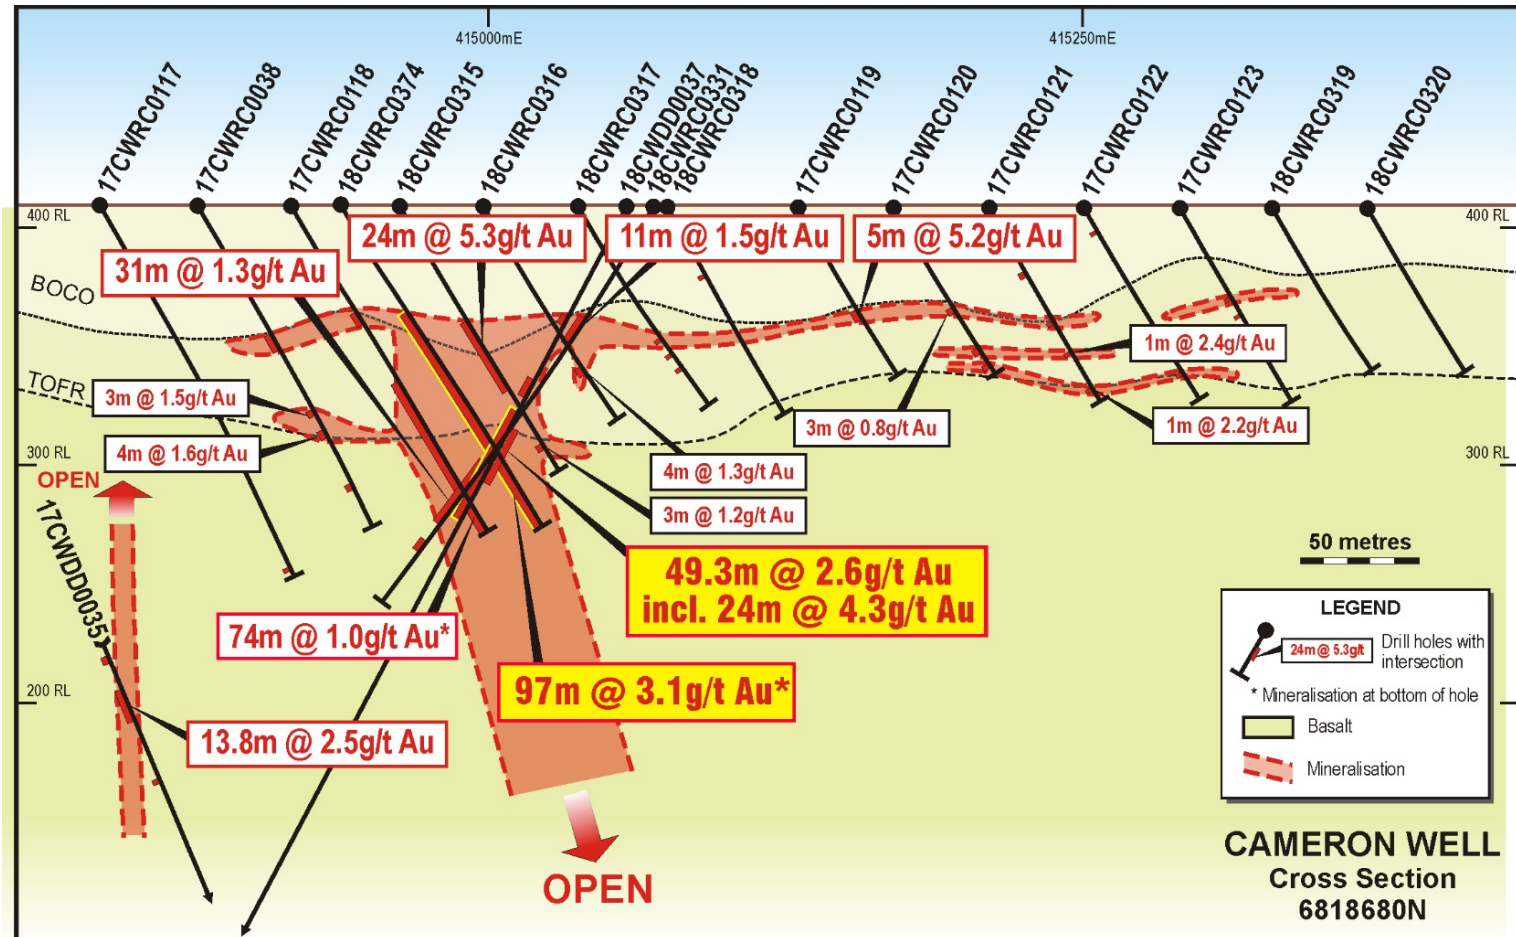 415000mE
415250mE
17CWRC0117
17CWRC0038
17CWRC0118
18CWRC0374
18CWRC0315
18CWRC0316
18CWRC0317
18CWDD0037
18CWRC0331
18CWRC0318
17CWRC0119
17CWRC0120
17CWRC0121
17CWRC0122
17CWRC0123
18CWRC0319
18CWRC0320
400 RL
400 RL
24m @ 5.3g/t Au
11m @ 1.5g/t Au
5m @ 5.2g/t Au
31m @ 1.3g/t Au
BOCO
1m @ 2.4g/t Au
TOFR
3m @ 1.5g/t Au
3m @ 0.8g/t Au
1m @ 2.2g/t Au
4m @ 1.6g/t Au
300 RL
300 RL
4m @ 1.3g/t Au
OPEN
3m @ 1.2g/t Au
17CWDD0035
50 metres
49.3m @ 2.6g/t Au
incl. 24m @ 4.3g/t Au
74m @ 1.0g/t Au*
97m @ 3.1g/t Au*
200 RL
13.8m @ 2.5g/t Au
LEGEND
24m @ 5.3g/t
Drill holes with
intersection
* Mineralisation at bottom of hole
Basalt
Mineralisation
OPEN
CAMERON WELL
Cross Section
6818680N